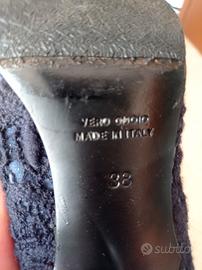 VERO CUOIO
MADE IN ITALY
38
subito